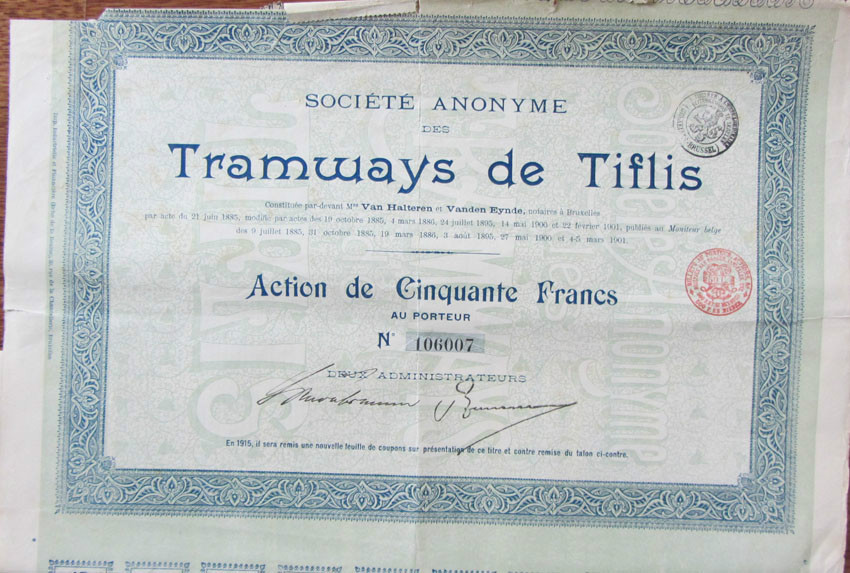 SOCIÉTÉ ANONYME
DES
Tramways de Tiflis
Constituée par-devant Mes Van Halteren et Vanden Eynde, notaires à Bruxelles
par acte du 21 juin 1885, modifié par actes des 19 octobre 1885, 4 mars 1886, 24 juillet 1895, 14 mai 1900 et 22 février 1901, publiés au Moniteur belge
des 9 juillet 1885, 31 octobre 1885, 19 mars 1886, 3 août 1895, 27 mai 1900 et 4-5 mars 1901.
Action de Cinquante Francs
AU PORTEUR
N° 106007
DEUX ADMINISTRATEURS
En 1915, il sera remis une nouvelle feuille de coupons sur présentation de ce titre et contre remise du talon ci-contre.
BRUSSEL
Société Anonyme